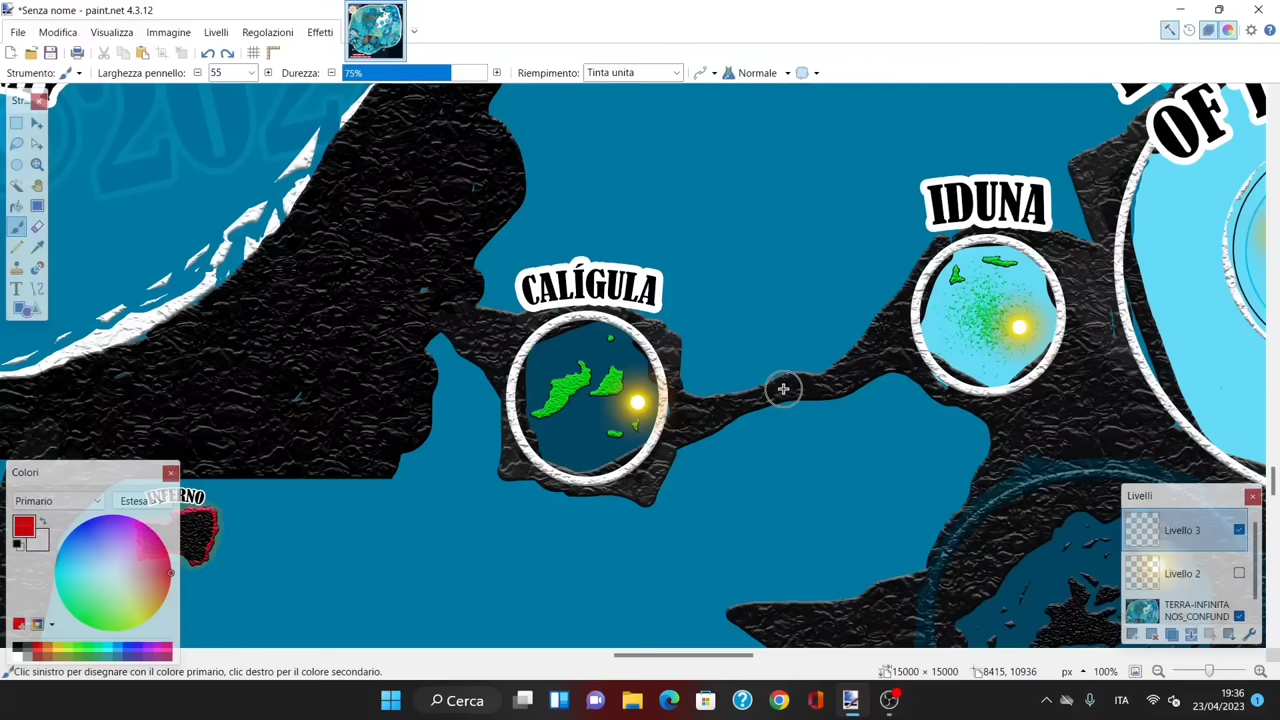 *Senza nome - paint.net 4.3.12
File Modifica Visualizza Immagine Livelli Regolazioni Effetti
Strumento: Larghezza pennello: 55 Durezza: 75% Riempimento: Tinta unita Normale
Str...
OF
IDUNA
CALÍGULA
Colori
Primario Estesa
INFERNO
Livelli
Livello 3
Livello 2
TERRA-INFINITA
NOS_CONFUND
Clic sinistro per disegnare con il colore primario, clic destro per il colore secondario. 15000 × 15000 8415, 10936 px 100%
Cerca ITA 19:36
23/04/2023